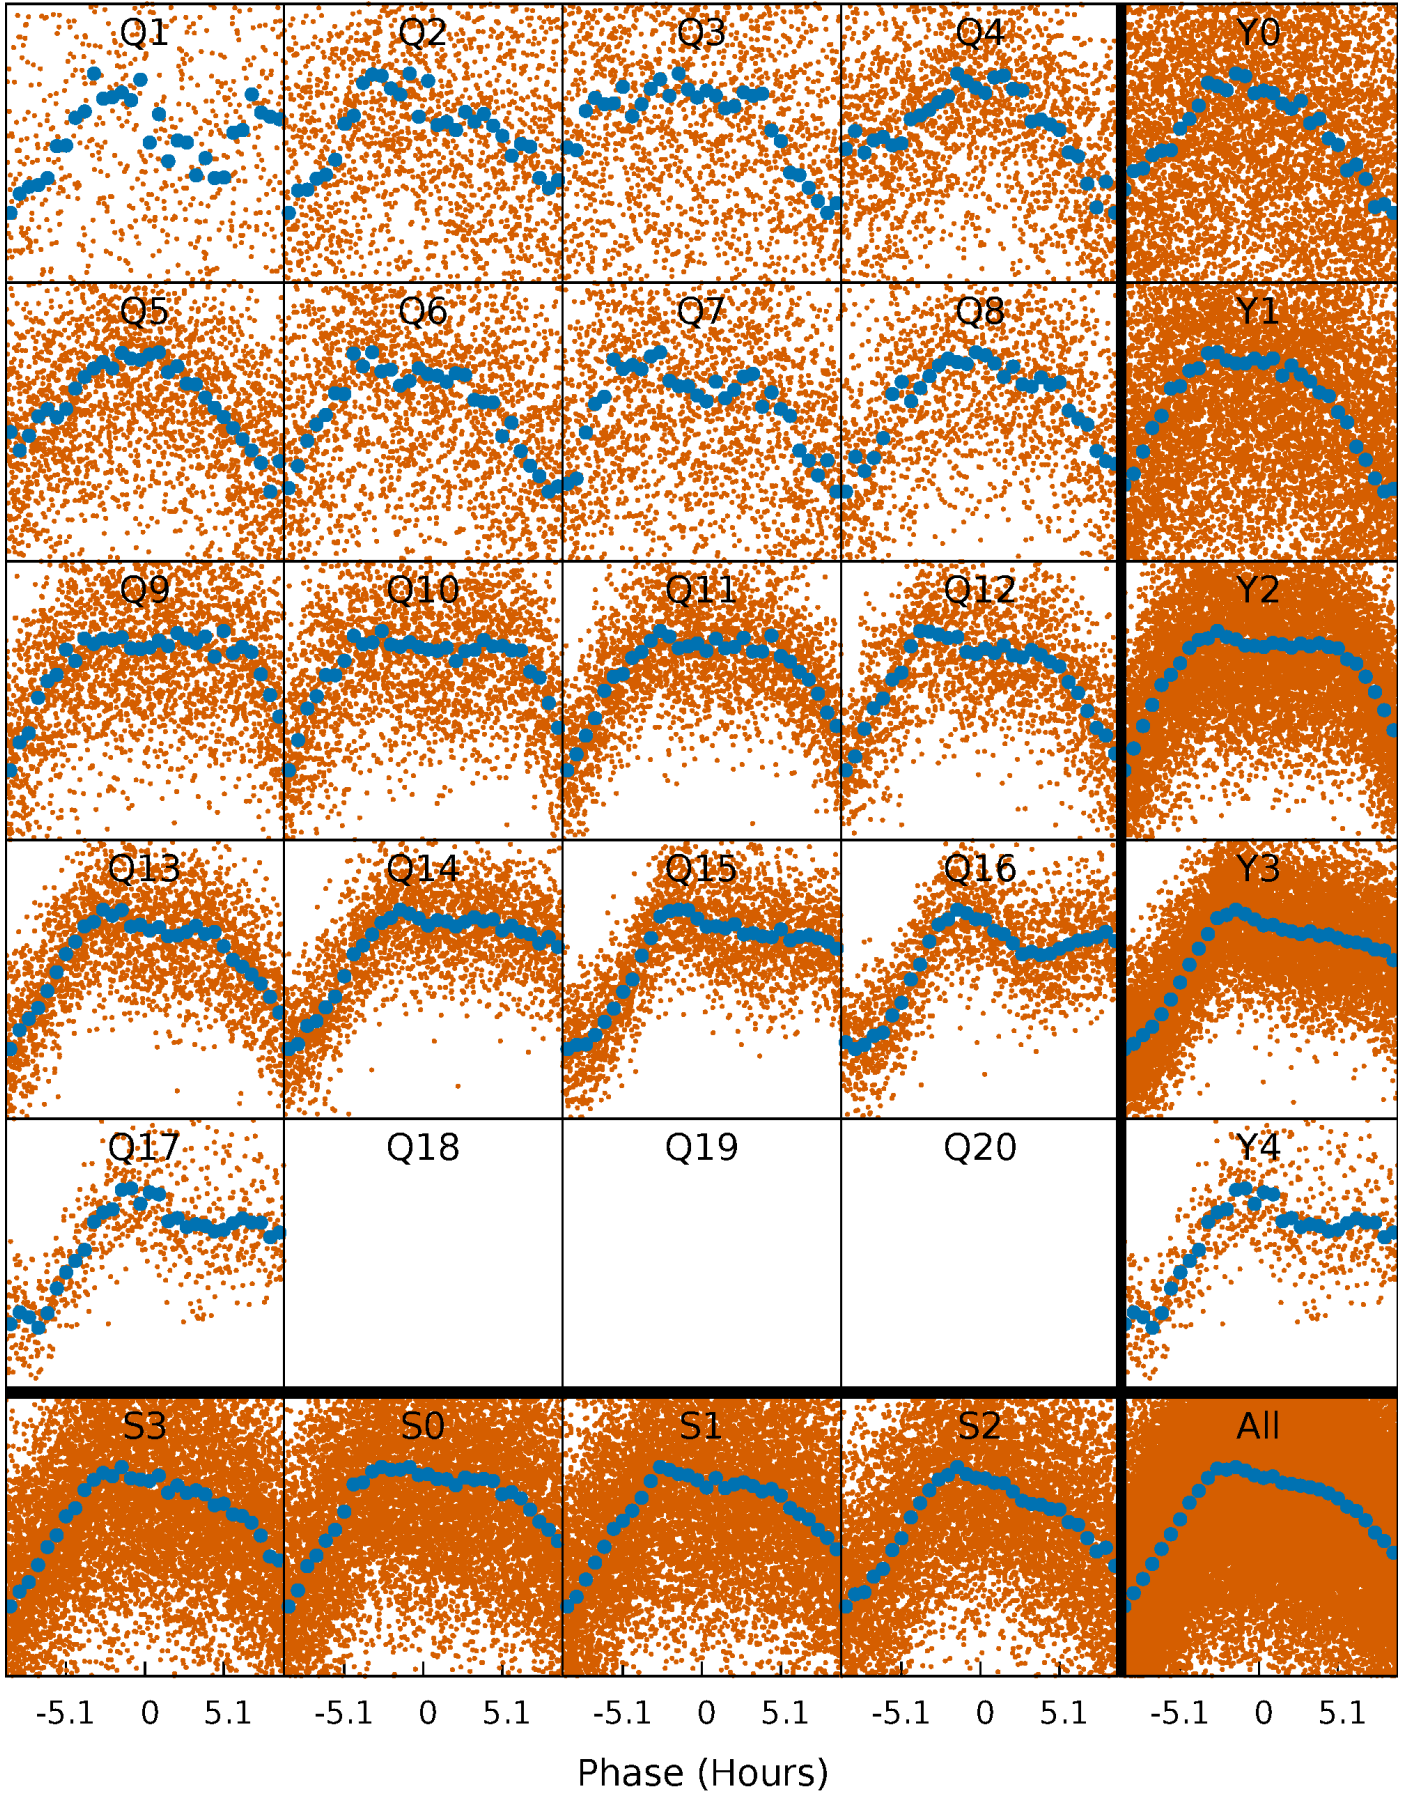 Q1 Q2 Q3 Q4 Y0
Q5 Q6 Q7 Q8 Y1
Q9 Q10 Q11 Q12 Y2
Q13 Q14 Q15 Q16 Y3
Q17 Q18 Q19 Q20 Y4
S3 S0 S1 S2 All
-5.1 0 5.1 -5.1 0 5.1 -5.1 0 5.1 -5.1 0 5.1 -5.1 0 5.1
Phase (Hours)